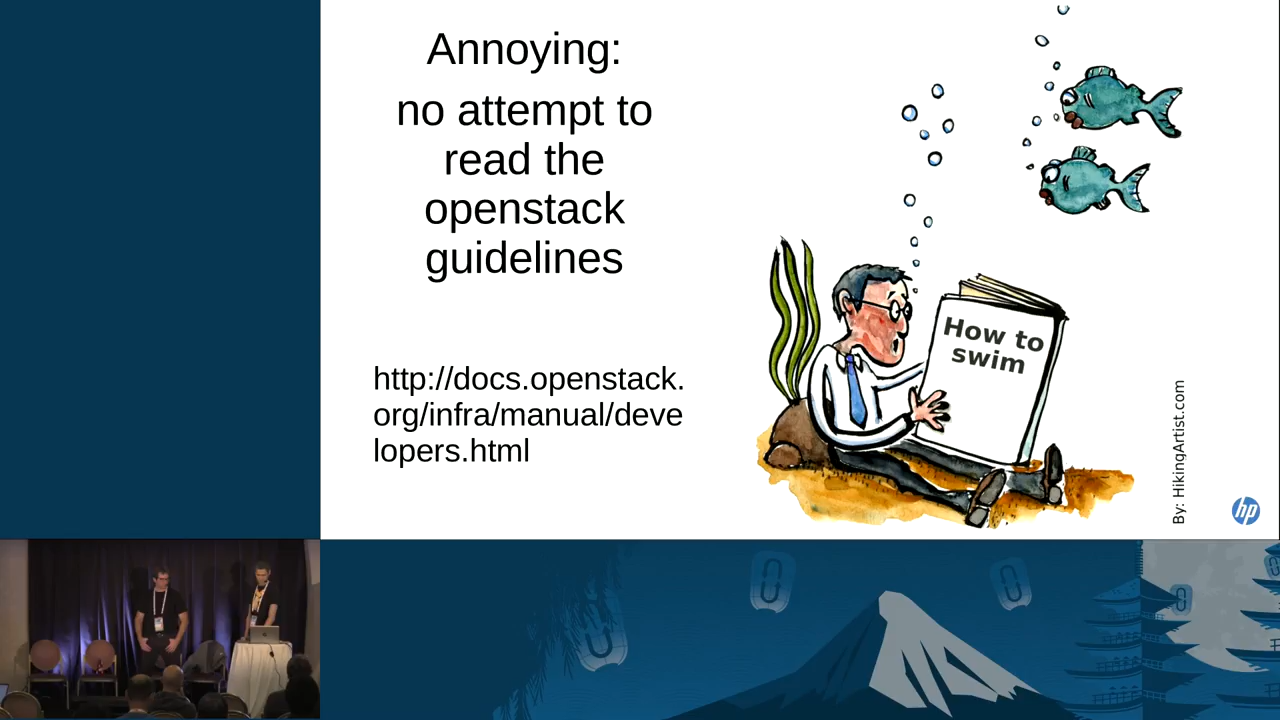 Annoying:
no attempt to
read the
openstack
guidelines
http://docs.openstack.
org/infra/manual/deve
lopers.html
How to
swim
By: HikingArtist.com
hp